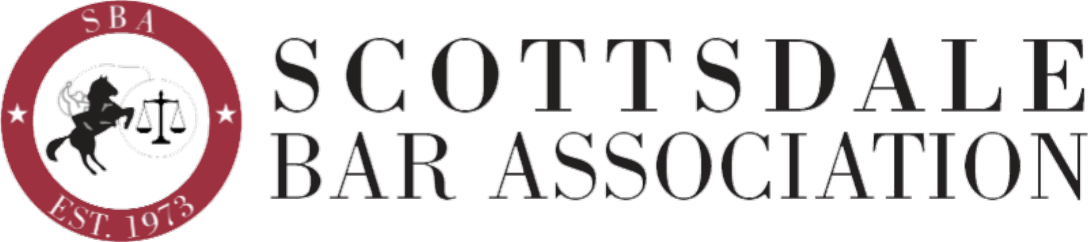 SBA
EST. 1973
SCOTTSDALE
BAR ASSOCIATION